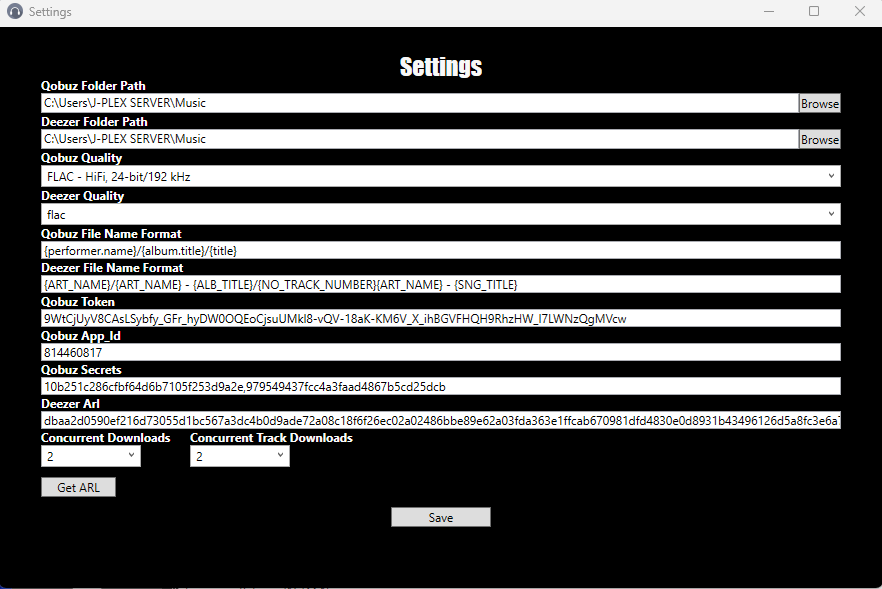 Settings
Settings
Qobuz Folder Path
C:\Users\J-PLEX SERVER\Music
Browse
Deezer Folder Path
C:\Users\J-PLEX SERVER\Music
Browse
Qobuz Quality
FLAC - HiFi, 24-bit/192 kHz
Deezer Quality
flac
Qobuz File Name Format
{performer.name}/{album.title}/{title}
Deezer File Name Format
{ART_NAME}/{ART_NAME} - {ALB_TITLE}/{NO_TRACK_NUMBER}{ART_NAME} - {SNG_TITLE}
Qobuz Token
9WtCjUyV8CAsLSybfy_GFr_hyDW0OQEoCjsuUMkI8-vQV-18aK-KM6V_X_ihBGVFHQH9RhzHW_I7LWNzQgMVcw
Qobuz App_Id
814460817
Qobuz Secrets
10b251c286cfbf64d6b7105f253d9a2e,979549437fcc4a3faad4867b5cd25dcb
Deezer Arl
dbaa2d0590ef216d73055d1bc567a3dc4b0d9ade72a08c18f6f26ec02a02486bbe89e62a03fda363e1ffcab670981dfd4830e0d8931b43496126d5a8fc3e6a7
Concurrent Downloads Concurrent Track Downloads
2 2
Get ARL
Save